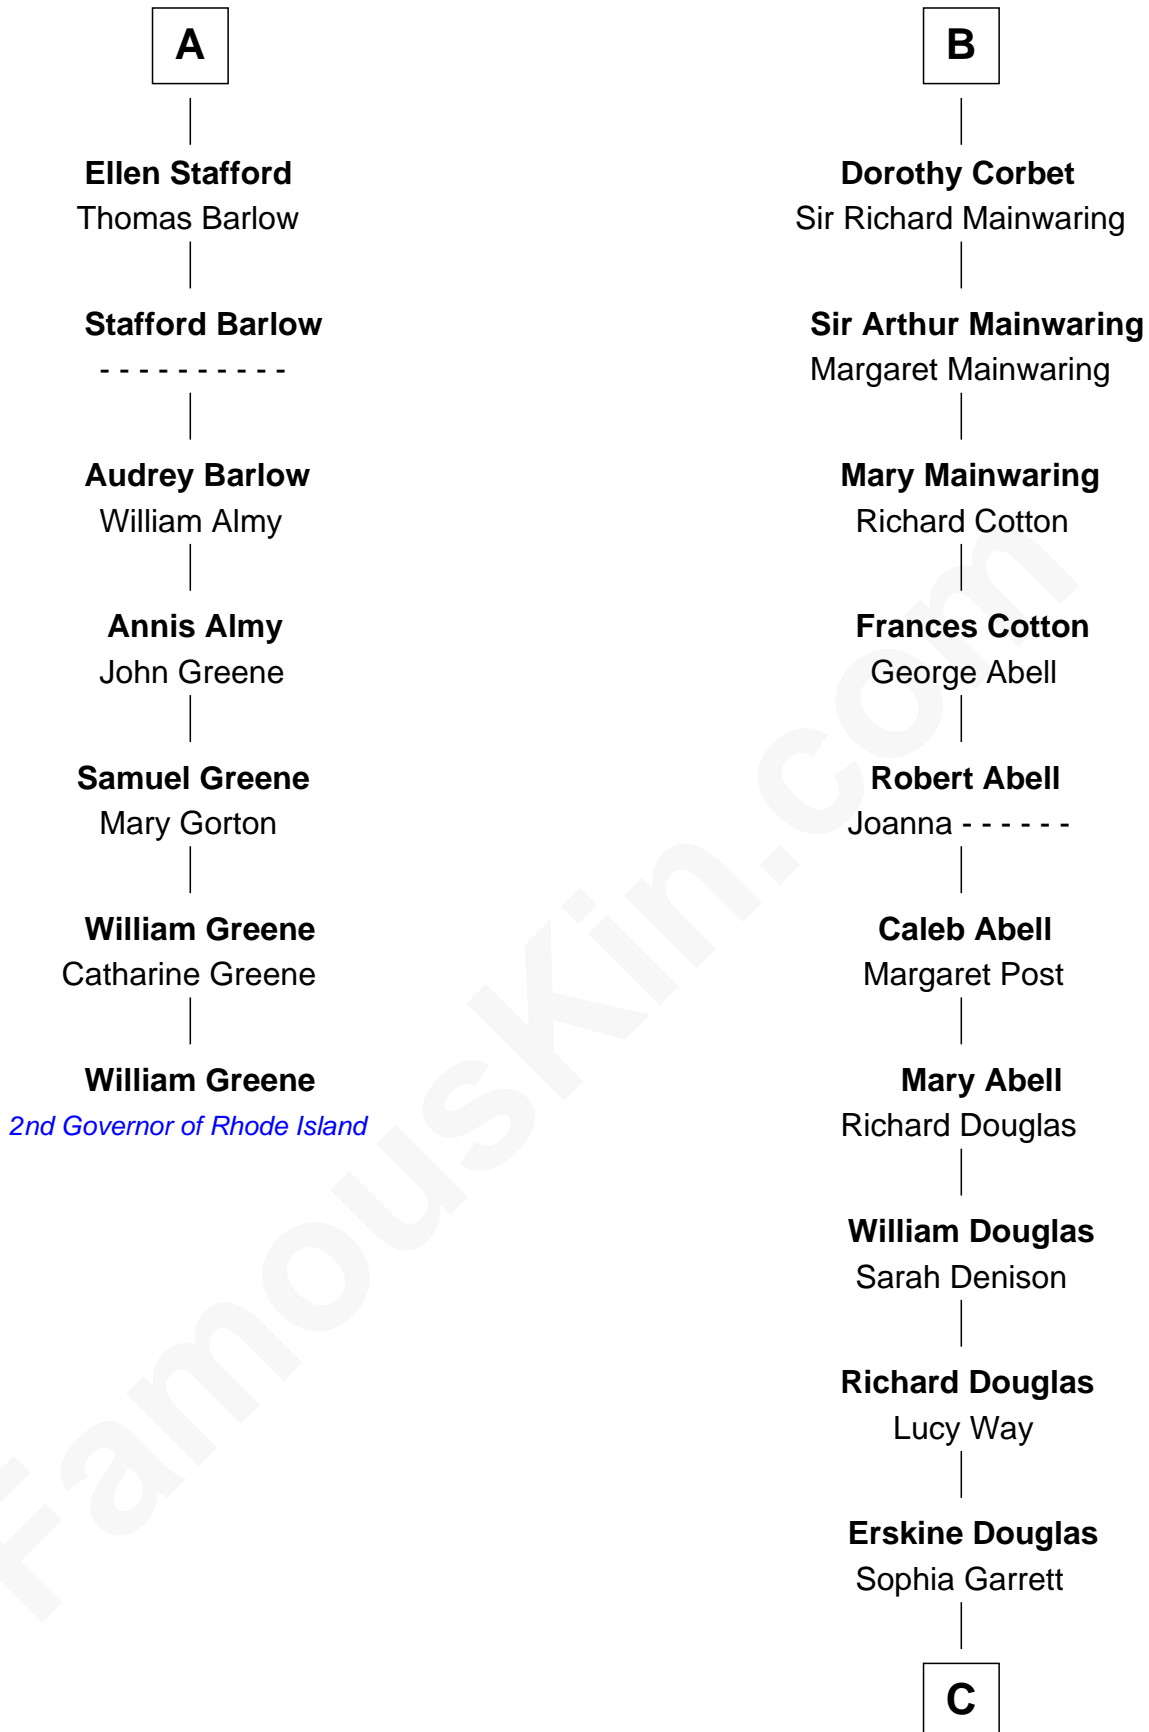 A
Ellen Stafford
Thomas Barlow
Stafford Barlow
- - - - - - - - - -
Audrey Barlow
William Almy
Annis Almy
John Greene
Samuel Greene
Mary Gorton
William Greene
Catharine Greene
William Greene
2nd Governor of Rhode Island
B
Dorothy Corbet
Sir Richard Mainwaring
Sir Arthur Mainwaring
Margaret Mainwaring
Mary Mainwaring
Richard Cotton
Frances Cotton
George Abell
Robert Abell
Joanna - - - - - -
Caleb Abell
Margaret Post
Mary Abell
Richard Douglas
William Douglas
Sarah Denison
Richard Douglas
Lucy Way
Erskine Douglas
Sophia Garrett
C
FamousKin.com